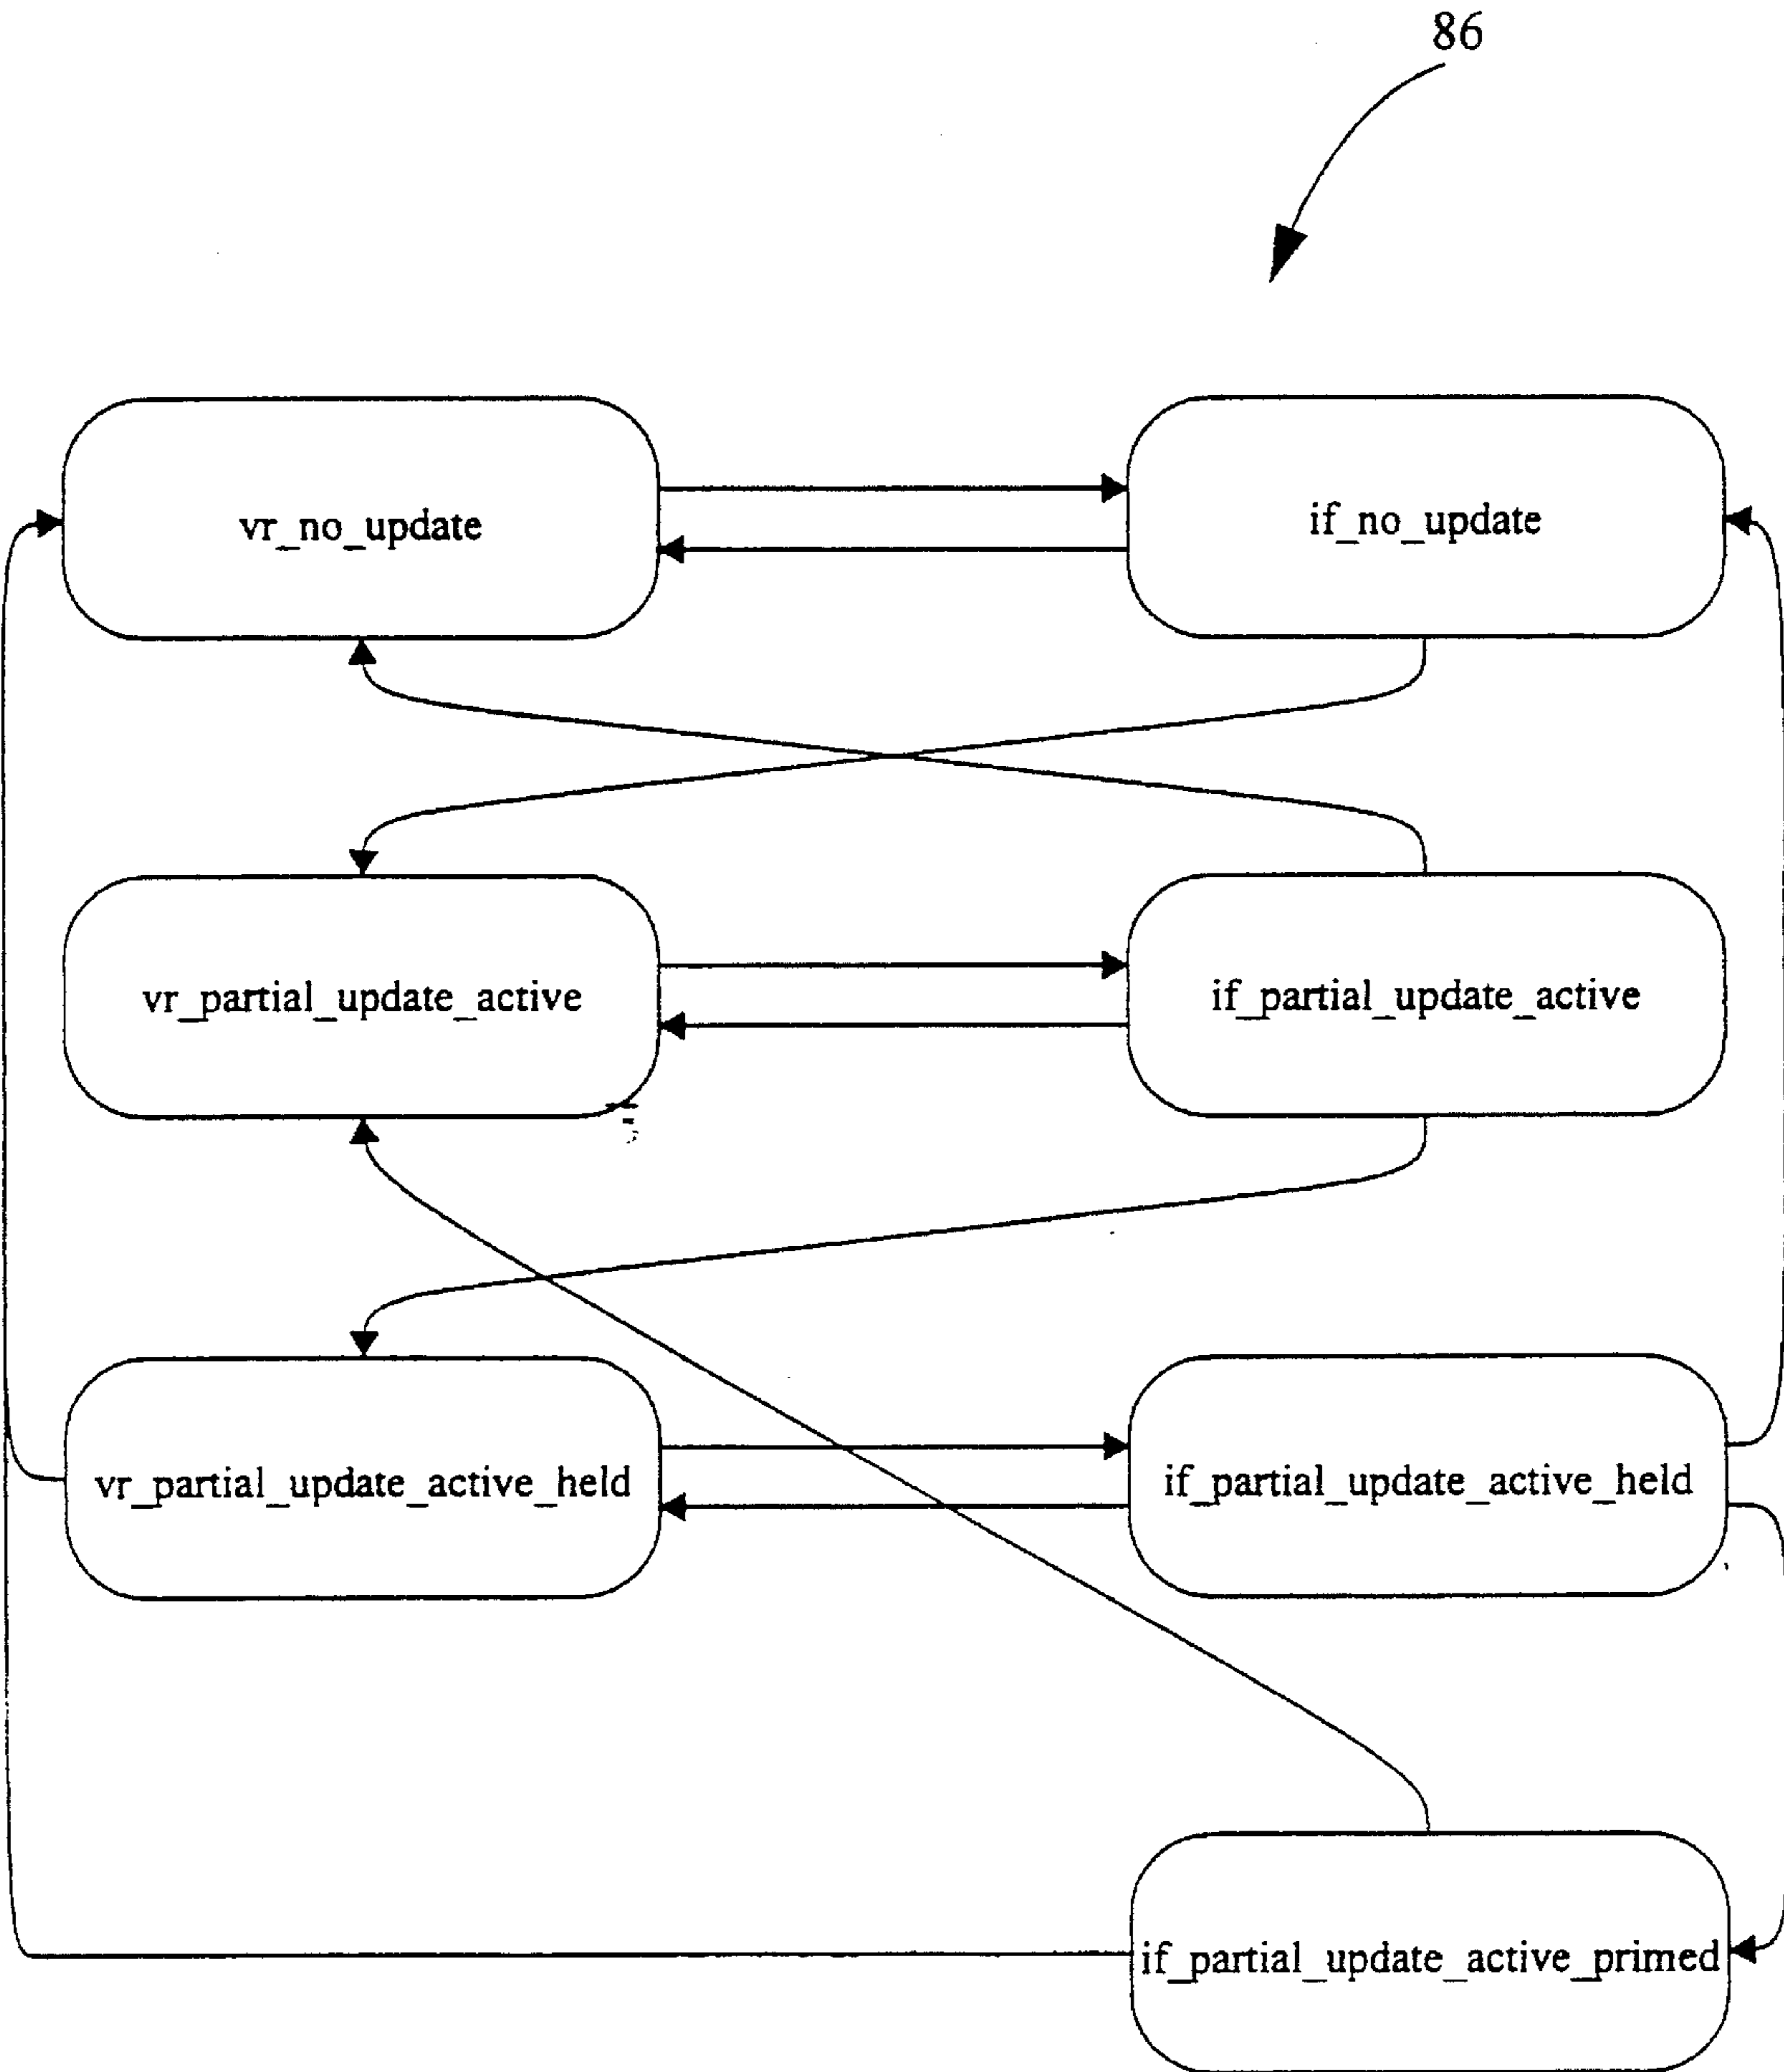 86
vr_no_update
if_no_update
vr_partial_update_active
if_partial_update_active
vr_partial_update_active_held
if_partial_update_active_held
if_partial_update_active_primed